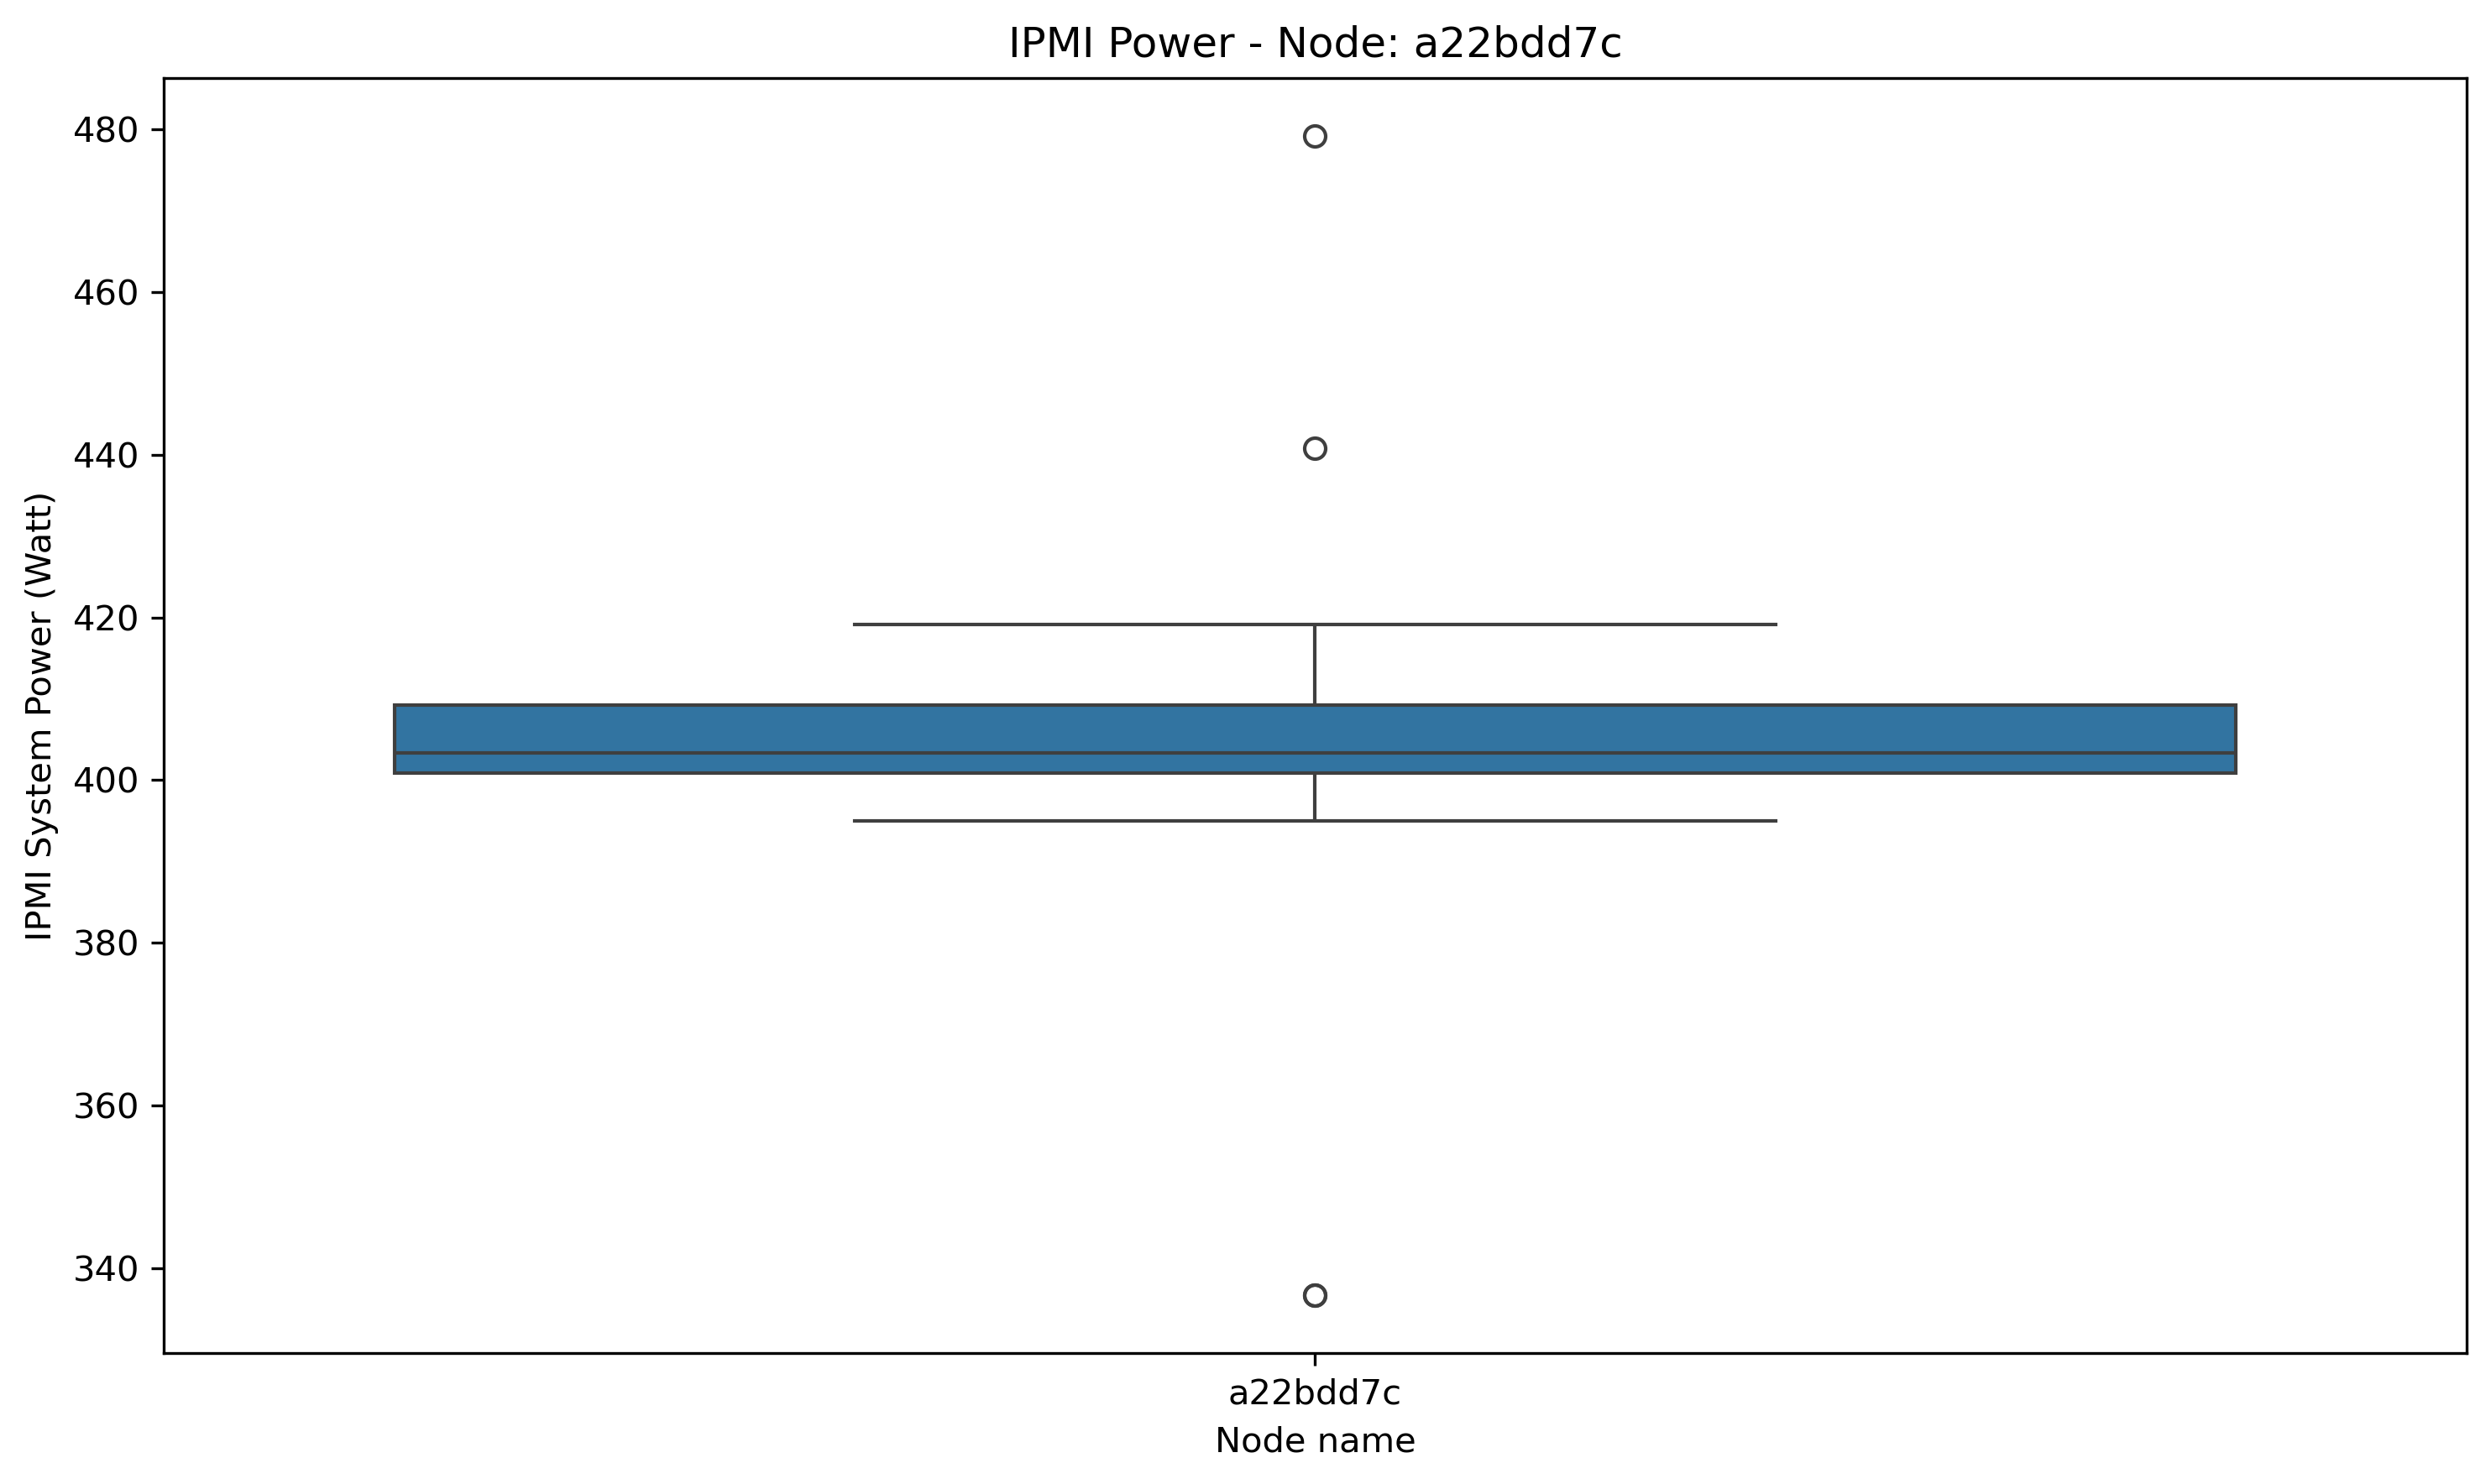 IPMI Power - Node: a22bdd7c
IPMI System Power (Watt)
480
460
440
420
400
380
360
340
a22bdd7c
Node name